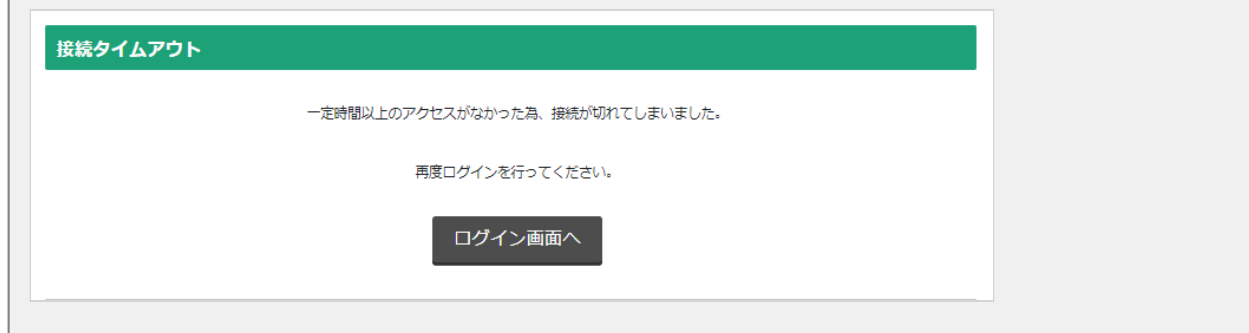 接続タイムアウト
一定時間以上のアクセスがなかった為、接続が切れてしまいました。
再度ログインを行ってください。
ログイン画面へ